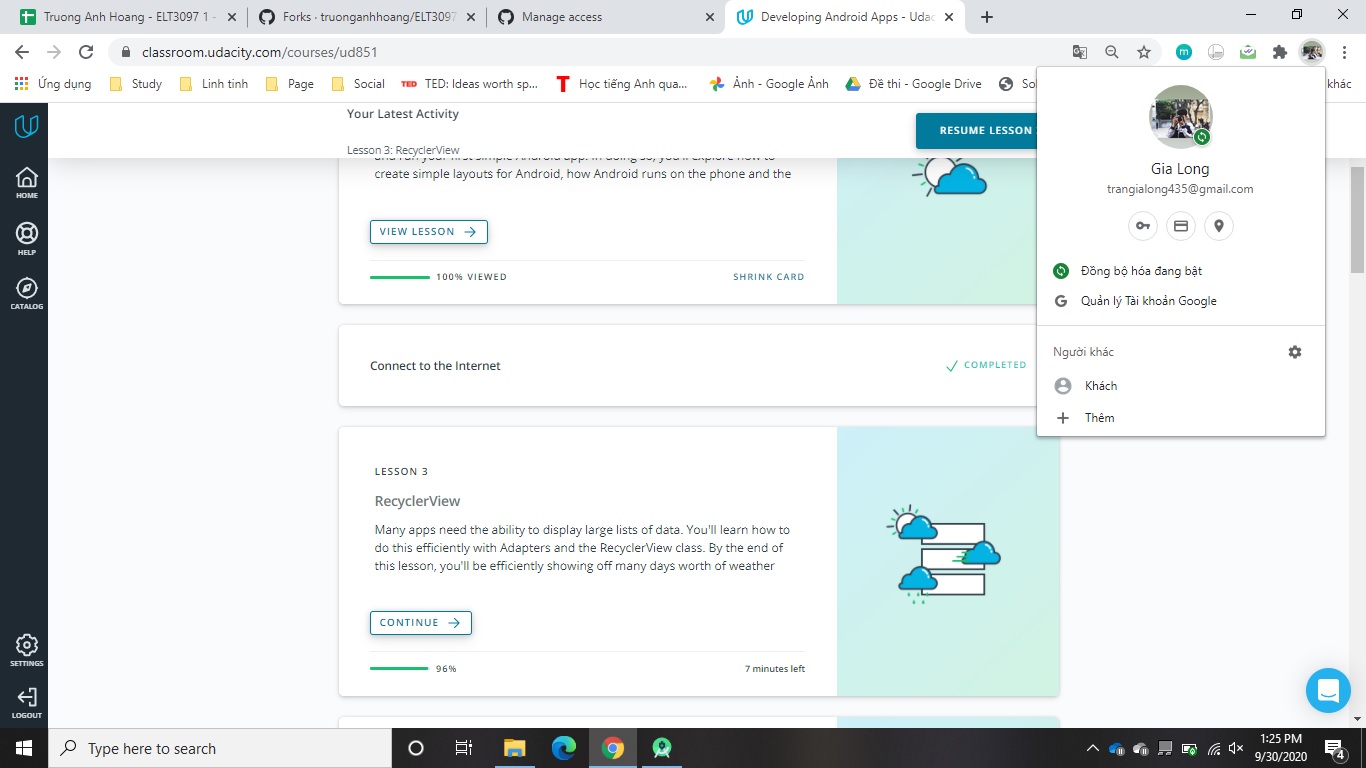 Truong Anh Hoang - ELT3097 1 -
Forks · truonganhhoang/ELT3097
Manage access
Developing Android Apps - Udac
classroom.udacity.com/courses/ud851
Ứng dụng
Study
Linh tinh
Page
Social
TED TED: Ideas worth sp...
T Học tiếng Anh qua...
Ảnh - Google Ảnh
Đề thi - Google Drive
So
khác
Your Latest Activity
Lesson 3: RecyclerView
RESUME LESSON
and run your first simple Android app. In doing so, you'll explore how to
create simple layouts for Android, how Android runs on the phone and the
VIEW LESSON
100% VIEWED
SHRINK CARD
Connect to the Internet
COMPLETED
LESSON 3
RecyclerView
Many apps need the ability to display large lists of data. You'll learn how to
do this efficiently with Adapters and the RecyclerView class. By the end of
this lesson, you'll be efficiently showing off many days worth of weather
CONTINUE
96%
7 minutes left
HOME
HELP
CATALOG
SETTINGS
LOGOUT
Gia Long
trangialong435@gmail.com
Đồng bộ hóa đang bật
G Quản lý Tài khoản Google
Người khác
Khách
Thêm
Type here to search
1:25 PM
9/30/2020
4